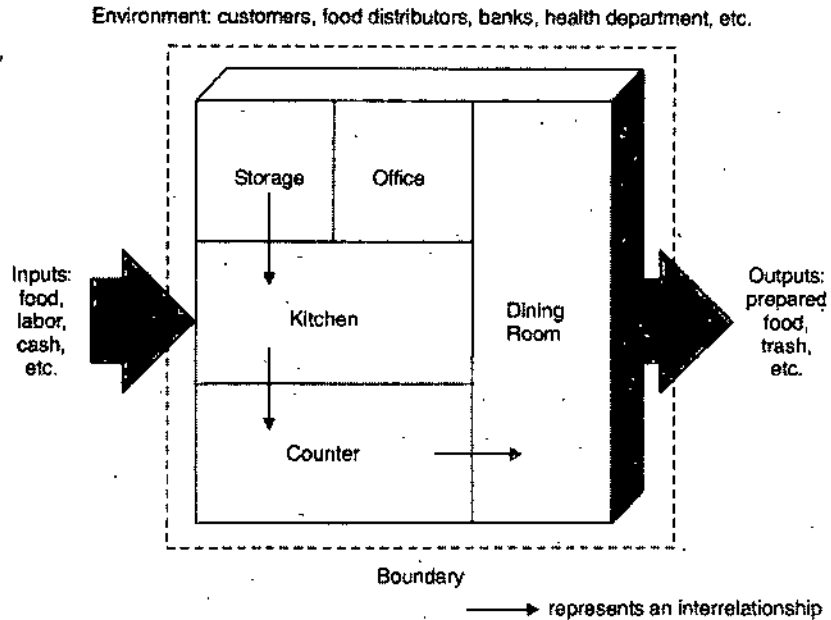 Environment: customers, food distributors, banks, health department, etc.
Storage
Office
Inputs:
food,
labor,
cash,
etc.
Kitchen
Dining
Room
Outputs:
prepared
food,
trash,
etc.
Counter
Boundary
represents an interrelationship